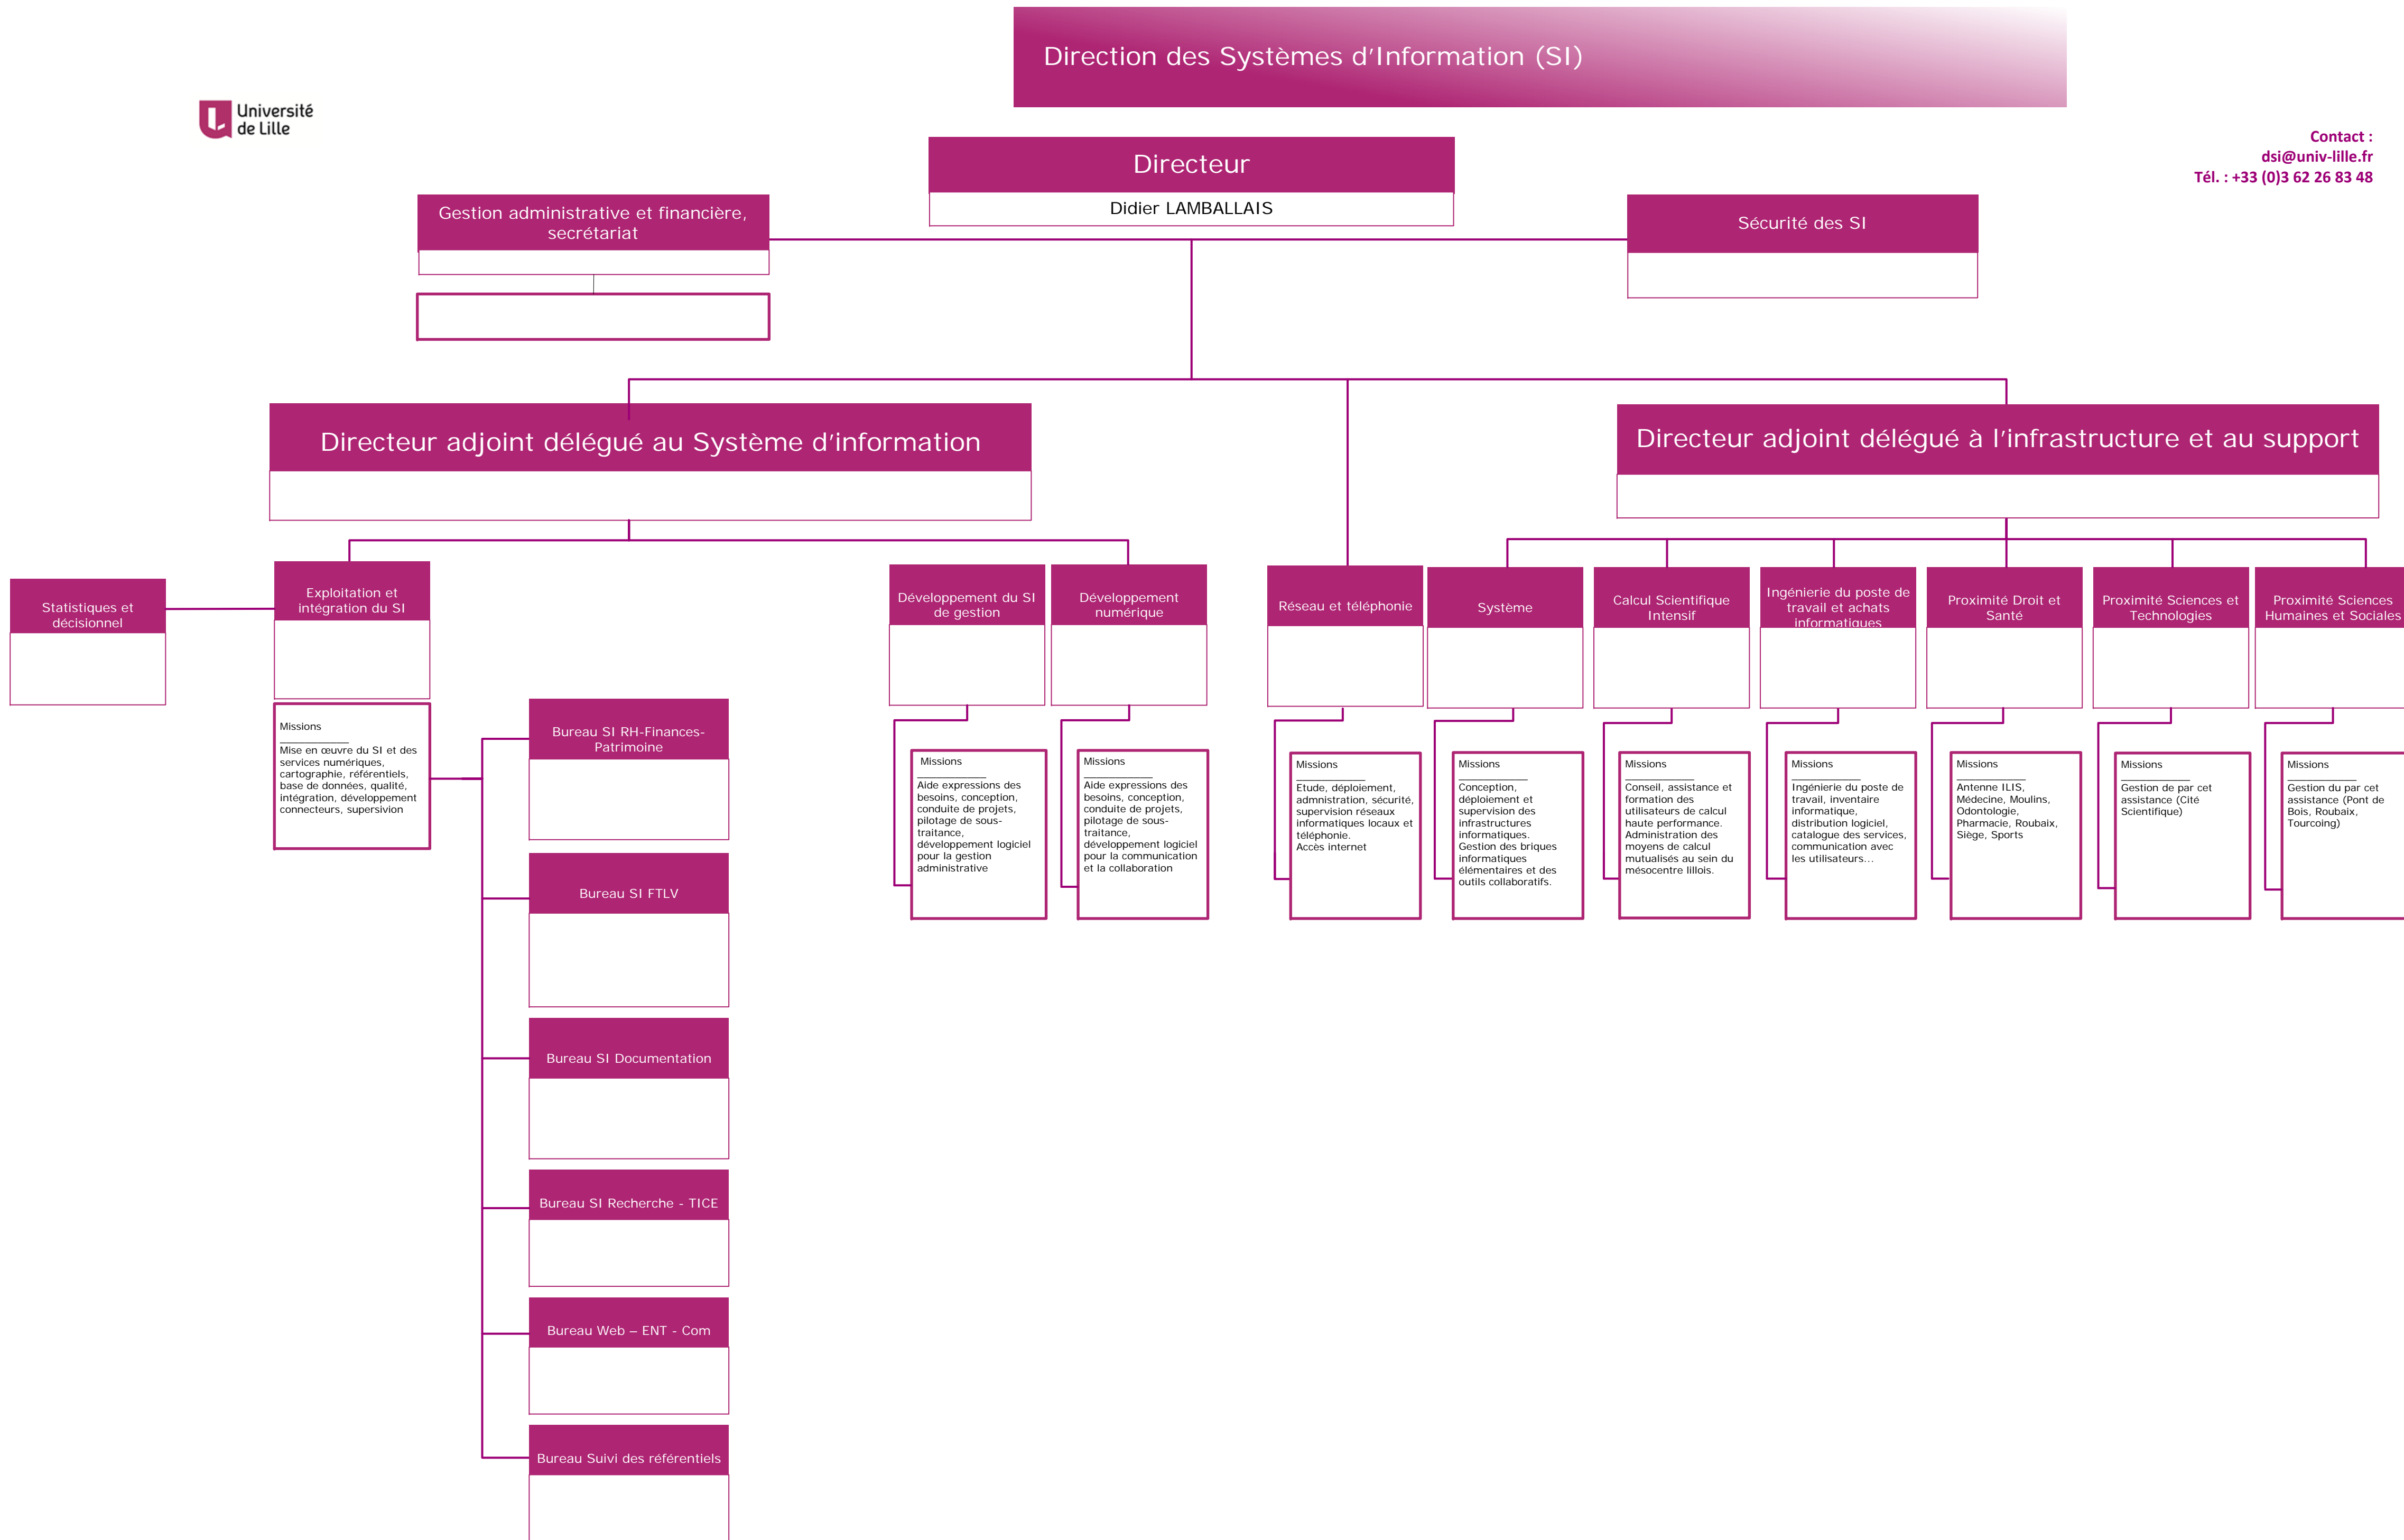 Direction des Systèmes d'Information (SI)
Université
de Lille
Contact :
dsi@univ-lille.fr
Tél. : +33 (0)3 62 26 83 48
Directeur
Didier LAMBALLAIS
Gestion administrative et financière,
secrétariat
Sécurité des SI
Directeur adjoint délégué au Système d'information
Directeur adjoint délégué à l'infrastructure et au support
Statistiques et
décisionnel
Exploitation et
intégration du SI
Missions
Mise en œuvre du SI et des
services numériques,
cartographie, référentiels,
base de données, qualité,
intégration, développement
connecteurs, supersivion
Bureau SI RH-Finances-
Patrimoine
Bureau SI FTLV
Bureau SI Documentation
Bureau SI Recherche - TICE
Bureau Web – ENT - Com
Bureau Suivi des référentiels
Développement du SI
de gestion
Missions
Aide expressions des
besoins, conception,
conduite de projets,
pilotage de sous-
traitance,
développement logiciel
pour la gestion
administrative
Développement
numérique
Missions
Aide expressions des
besoins, conception,
conduite de projets,
pilotage de sous-
traitance,
développement logiciel
pour la communication
et la collaboration
Réseau et téléphonie
Missions
Etude, déploiement,
admnistration, sécurité,
supervision réseaux
informatiques locaux et
téléphonie.
Accès internet
Système
Missions
Conception,
déploiement et
supervision des
infrastructures
informatiques.
Gestion des briques
informatiques
élémentaires et des
outils collaboratifs.
Calcul Scientifique
Intensif
Missions
Conseil, assistance et
formation des
utilisateurs de calcul
haute performance.
Administration des
moyens de calcul
mutualisés au sein du
mésocentre lillois.
Ingénierie du poste de
travail et achats
informatiques
Missions
Ingénierie du poste de
travail, inventaire
informatique,
distribution logiciel,
catalogue des services,
communication avec
les utilisateurs…
Proximité Droit et
Santé
Missions
Antenne ILIS,
Médecine, Moulins,
Odontologie,
Pharmacie, Roubaix,
Siège, Sports
Proximité Sciences et
Technologies
Missions
Gestion de par cet
assistance (Cité
Scientifique)
Proximité Sciences
Humaines et Sociales
Missions
Gestion du par cet
assistance (Pont de
Bois, Roubaix,
Tourcoing)